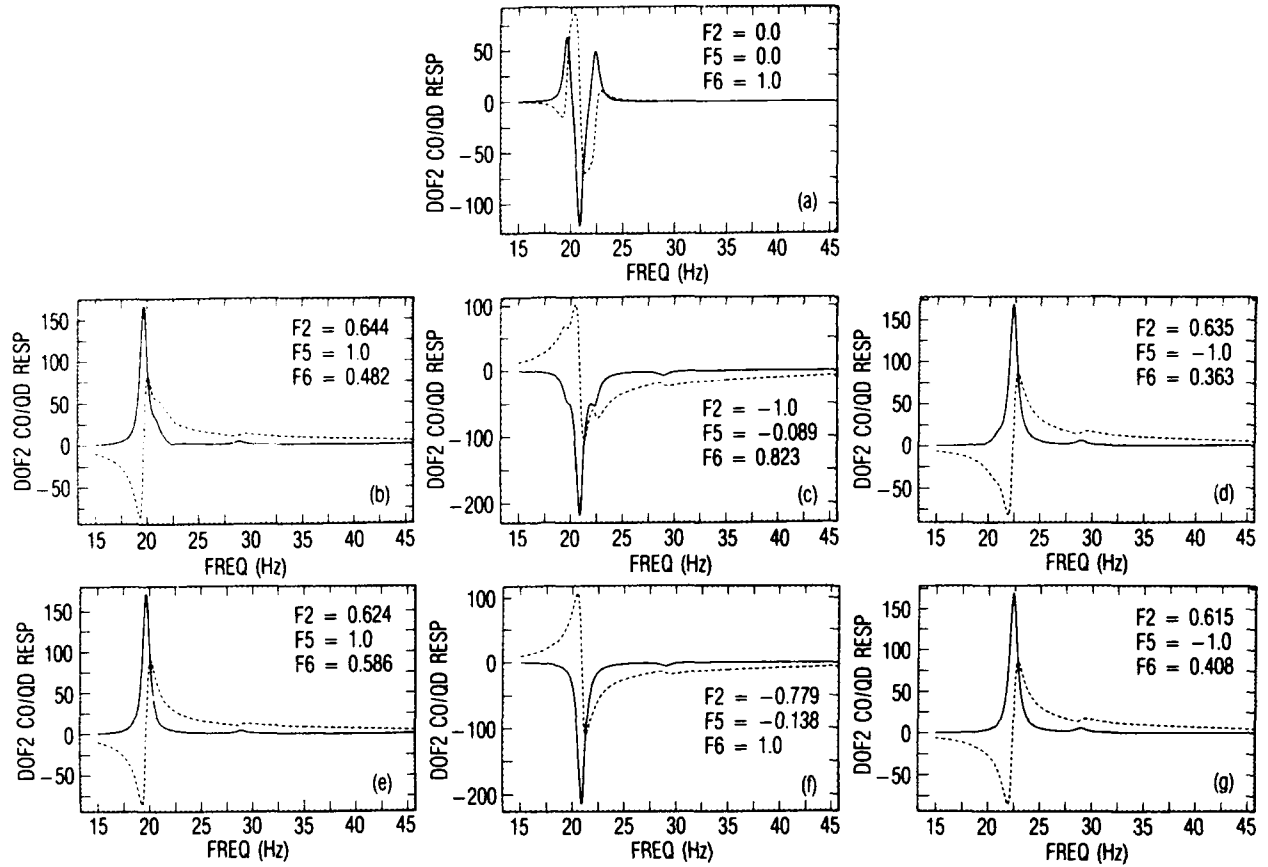 DOF2 CO/QD RESP
50
0
−50
−100
F2 = 0.0
F5 = 0.0
F6 = 1.0
(a)
15 20 25 30 35 40 45
FREQ (Hz)
DOF2 CO/QD RESP
150
100
50
0
−50
F2 = 0.644
F5 = 1.0
F6 = 0.482
(b)
15 20 25 30 35 40 45
FREQ (Hz)
DOF2 CO/QD RESP
100
0
−100
−200
F2 = −1.0
F5 = −0.089
F6 = 0.823
(c)
15 20 25 30 35 40 45
FREQ (Hz)
DOF2 CO/QD RESP
150
100
50
0
−50
F2 = 0.635
F5 = −1.0
F6 = 0.363
(d)
15 20 25 30 35 40 45
FREQ (Hz)
DOF2 CO/QD RESP
150
100
50
0
−50
F2 = 0.624
F5 = 1.0
F6 = 0.586
(e)
15 20 25 30 35 40 45
FREQ (Hz)
DOF2 CO/QD RESP
100
0
−100
−200
F2 = −0.779
F5 = −0.138
F6 = 1.0
(f)
15 20 25 30 35 40 45
FREQ (Hz)
DOF2 CO/QD RESP
150
100
50
0
−50
F2 = 0.615
F5 = −1.0
F6 = 0.408
(g)
15 20 25 30 35 40 45
FREQ (Hz)